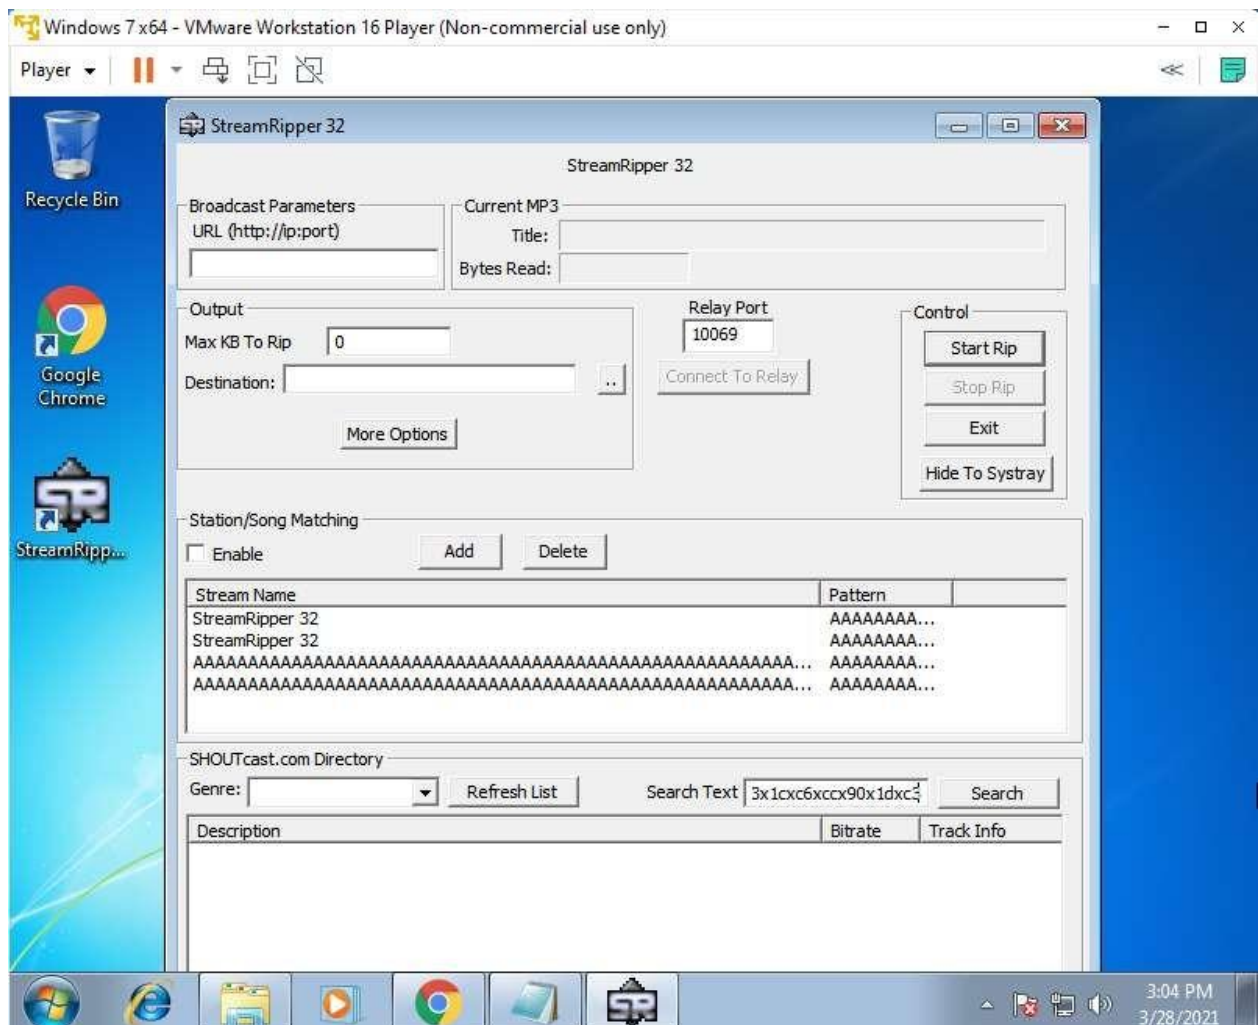 Windows 7 x64 - VMware Workstation 16 Player (Non-commercial use only)
Player
Recycle Bin
Google
Chrome
StreamRipp...
StreamRipper 32
StreamRipper 32
Broadcast Parameters
URL (http://ip:port)
Current MP3
Title:
Bytes Read:
Output
Max KB To Rip 0
Destination:
..
More Options
Relay Port
10069
Connect To Relay
Control
Start Rip
Stop Rip
Exit
Hide To Systray
Station/Song Matching
Enable Add Delete
Stream Name Pattern
StreamRipper 32 AAAAAAAA...
StreamRipper 32 AAAAAAAA...
AAAAAAAAAAAAAAAAAAAAAAAAAAAAAAAAAAAAAAAAAAAAAAAAAAAAAAA... AAAAAAAA...
AAAAAAAAAAAAAAAAAAAAAAAAAAAAAAAAAAAAAAAAAAAAAAAAAAAAAAA... AAAAAAAA...
SHOUTcast.com Directory
Genre: Refresh List Search Text 3x1cxc6xccx90x1dxc3 Search
Description Bitrate Track Info
SR
3:04 PM
3/28/2021